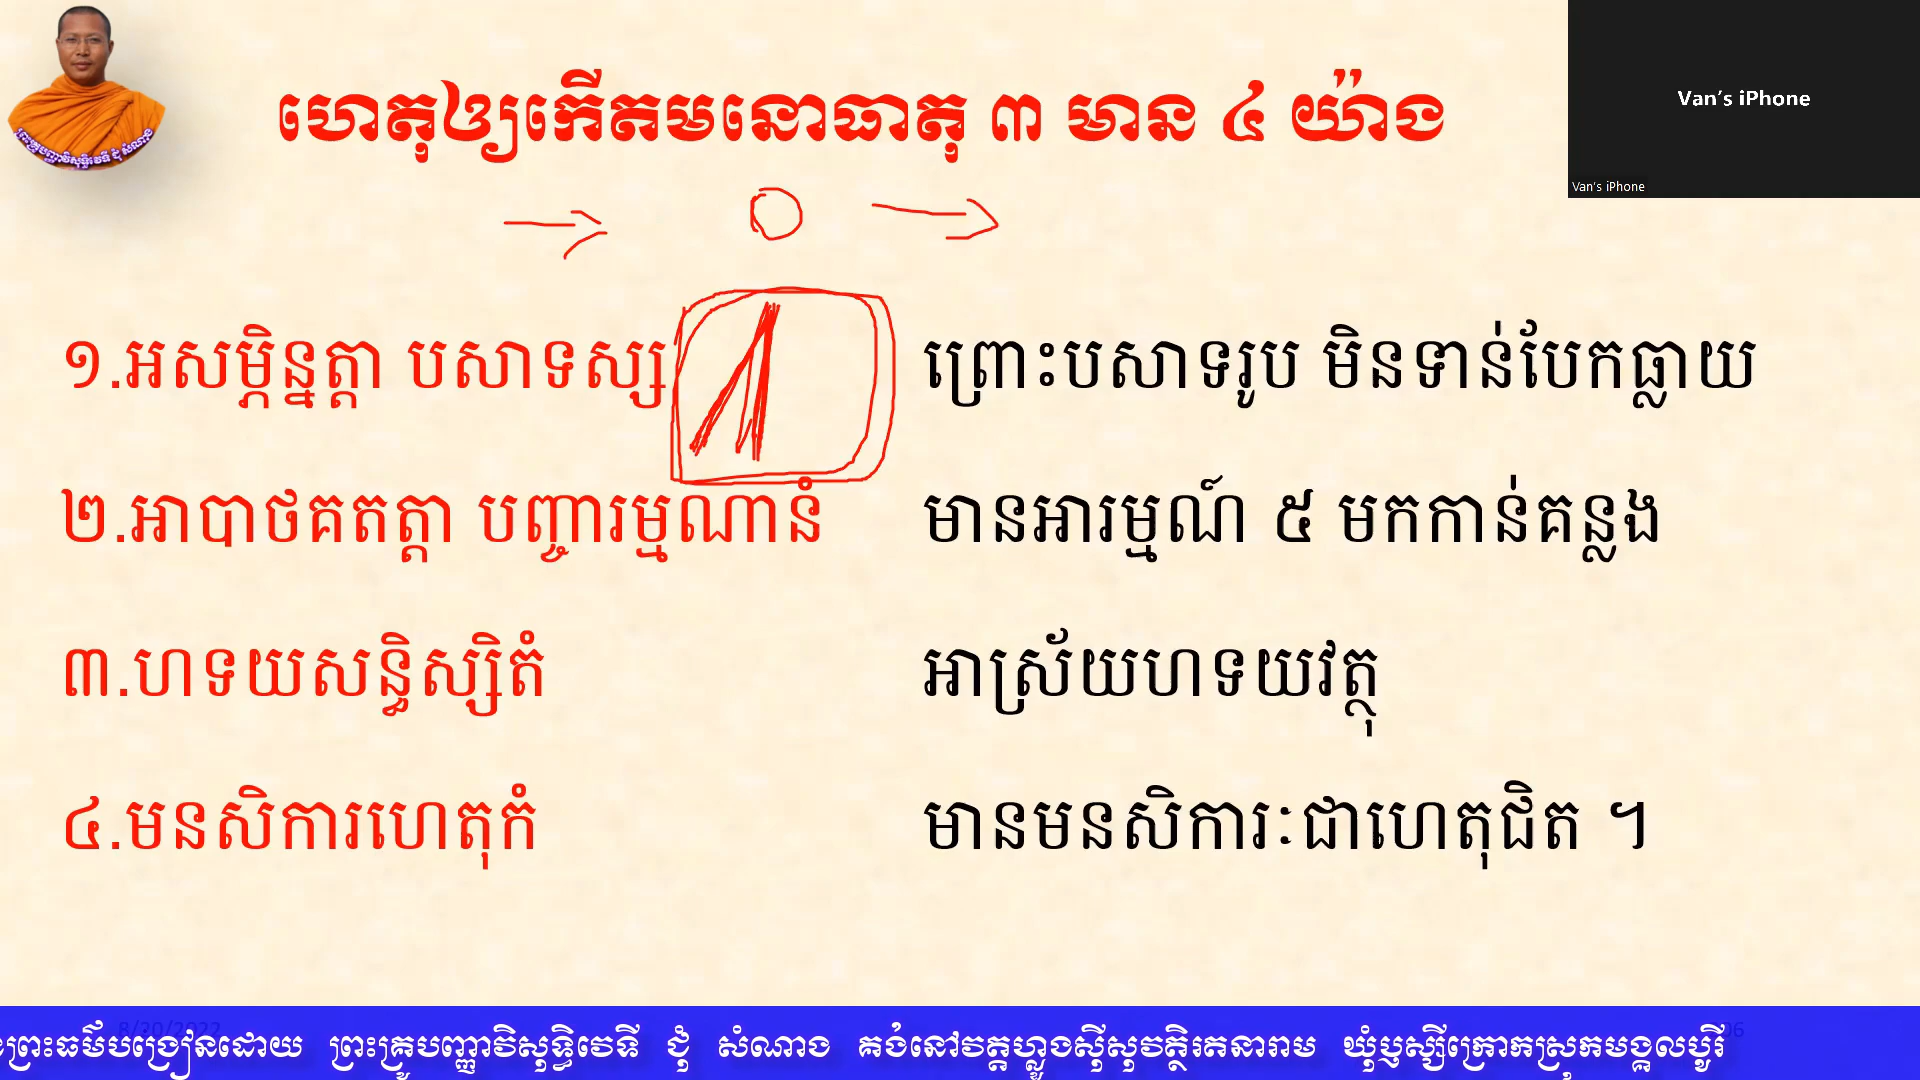 ហេតុឲ្យកើតមនោធាតុ ៣ មាន ៤ យ៉ាង
Van's iPhone
Van's iPhone
១.អសម្ភិន្នត្តា បសាទស្ស ព្រោះបសាទរូប មិនទាន់បែកធ្លាយ
២.អាបាថគតត្តា បញ្ចារម្មណានំ មានអារម្មណ៍ ៥ មកកាន់គន្លង
៣.ហទយសន្និស្សិតំ អាស្រ័យហទយវត្ថុ
៤.មនសិការហេតុកំ មានមនសិការៈជាហេតុជិត ។
8/30/2022
ព្រះធម៌បង្រៀនដោយ ព្រះគ្រូបញ្ញាវិសុទ្ធិវេទី ជុំ សំណាង គង់នៅវត្តហ្លួងស៊ីសុវត្ថិរតនារាម ឃុំឫស្សីក្រោកស្រុកមង្គលបូរី